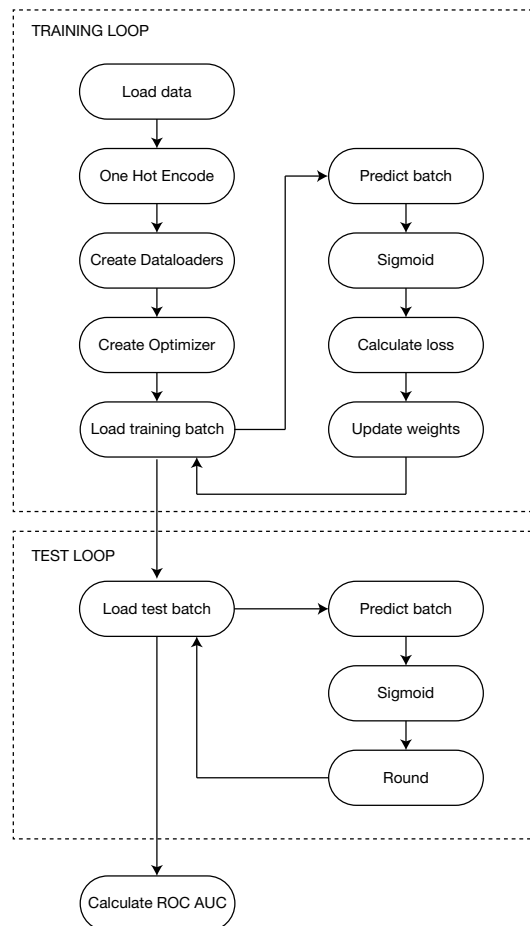 TRAINING LOOP
Load data
One Hot Encode
Create Dataloaders
Create Optimizer
Load training batch
Predict batch
Sigmoid
Calculate loss
Update weights
TEST LOOP
Load test batch
Predict batch
Sigmoid
Round
Calculate ROC AUC